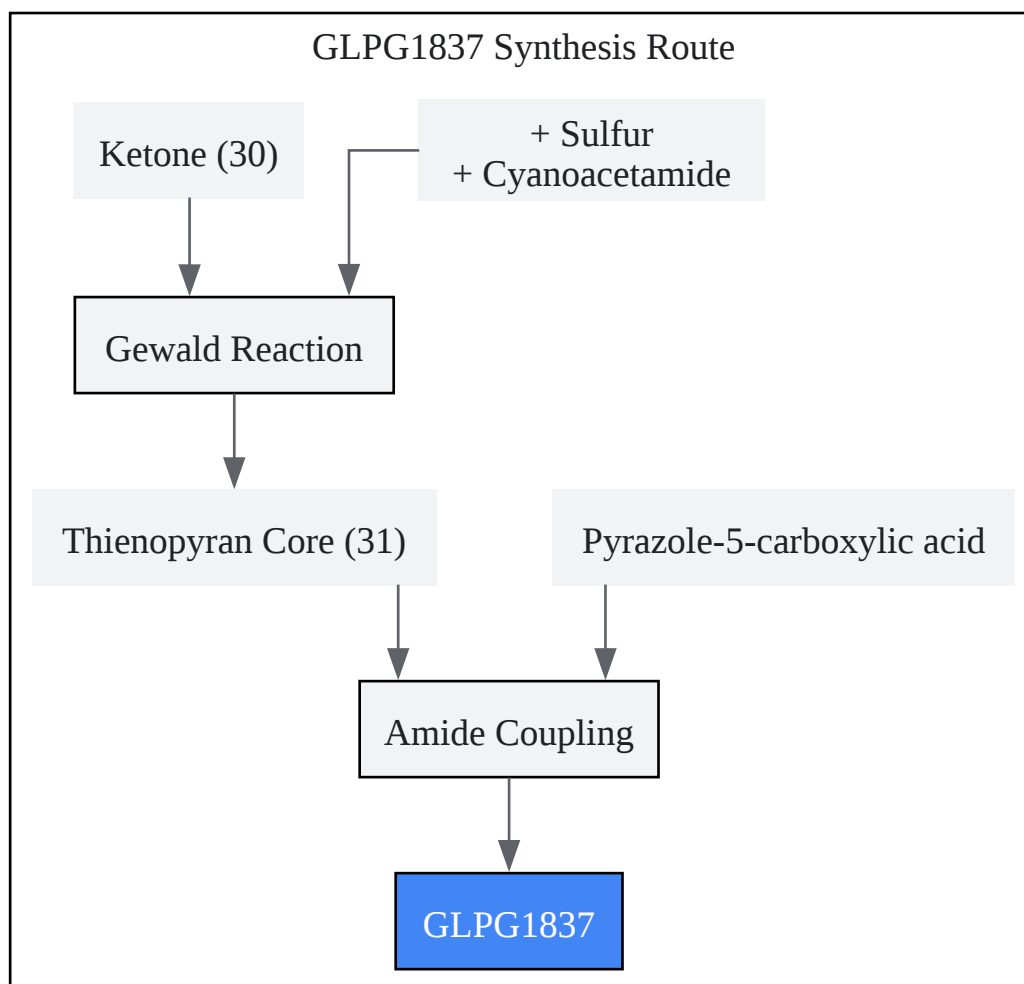 GLPG1837 Synthesis Route
Ketone (30)
+ Sulfur
+ Cyanoacetamide
Gewald Reaction
Thienopyran Core (31)
Pyrazole-5-carboxylic acid
Amide Coupling
GLPG1837